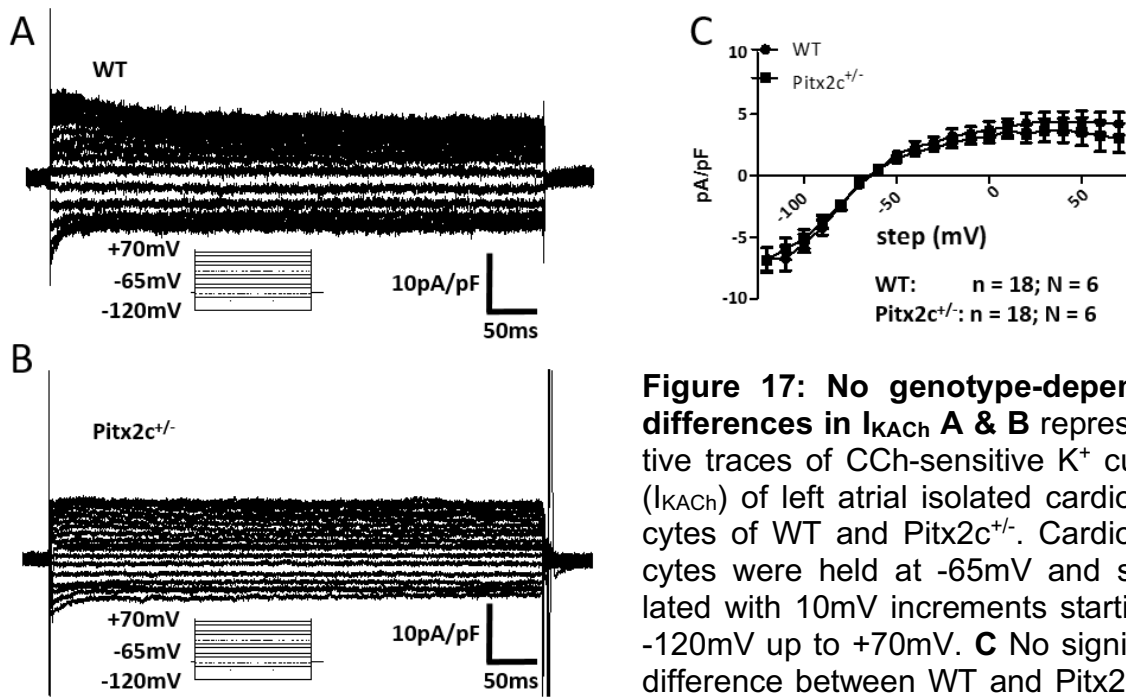 A
WT
+70mV
-65mV
-120mV
10pA/pF
50ms
B
Pitx2c+/-
+70mV
-65mV
-120mV
10pA/pF
50ms
C
WT
Pitx2c+/-
10
5
0
-5
-10
pA/pF
-100
-50
0
50
step (mV)
WT: n = 18; N = 6
Pitx2c+/-: n = 18; N = 6
Figure 17: No genotype-depen
differences in IKACh A & B repres
tive traces of CCh-sensitive K+ cu
(IKACh) of left atrial isolated cardio
cytes of WT and Pitx2c+/-. Cardio
cytes were held at -65mV and s
lated with 10mV increments starti
-120mV up to +70mV. C No signi
difference between WT and Pitx2